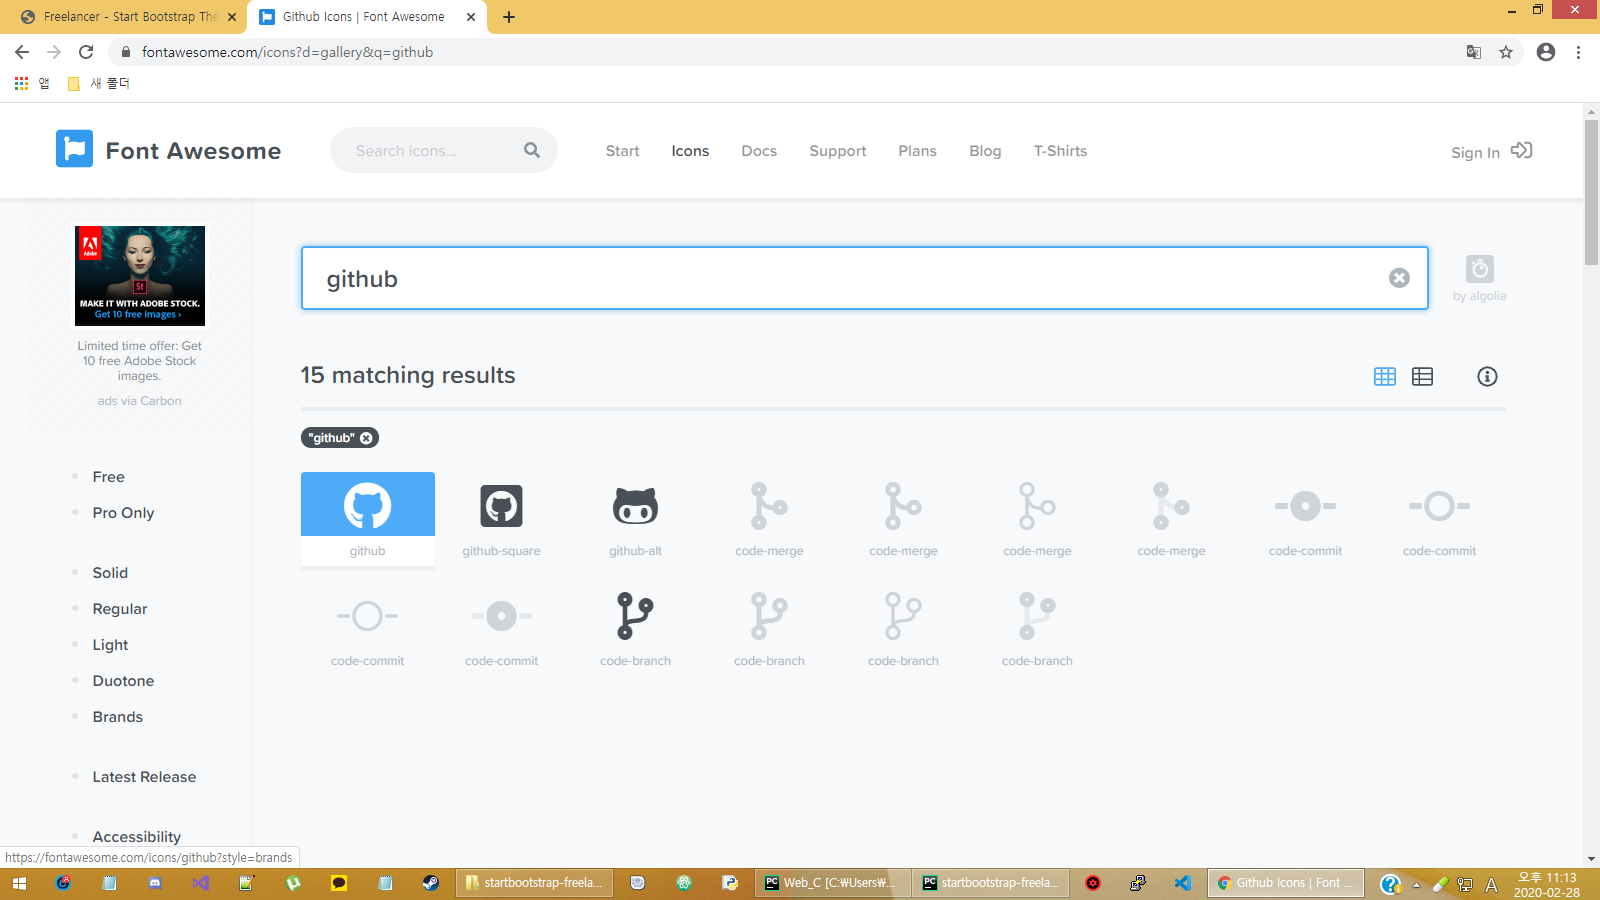 Freelancer - Start Bootstrap The
Github Icons | Font Awesome
fontawesome.com/icons?d=gallery&q=github
앱
새 폴더
Font Awesome
Search icons...
Start
Icons
Docs
Support
Plans
Blog
T-Shirts
Sign In
Adobe
St
MAKE IT WITH ADOBE STOCK.
Get 10 free images ›
Limited time offer: Get
10 free Adobe Stock
images.
ads via Carbon
github
by algolia
15 matching results
"github"
github
github-square
github-alt
code-merge
code-merge
code-merge
code-merge
code-commit
code-commit
code-commit
code-commit
code-branch
code-branch
code-branch
code-branch
Free
Pro Only
Solid
Regular
Light
Duotone
Brands
Latest Release
Accessibility
https://fontawesome.com/icons/github?style=brands
startbootstrap-freela...
PC
Web_C [C:₩Users₩...
PC
startbootstrap-freela...
Github Icons | Font ...
A
오후 11:13
2020-02-28